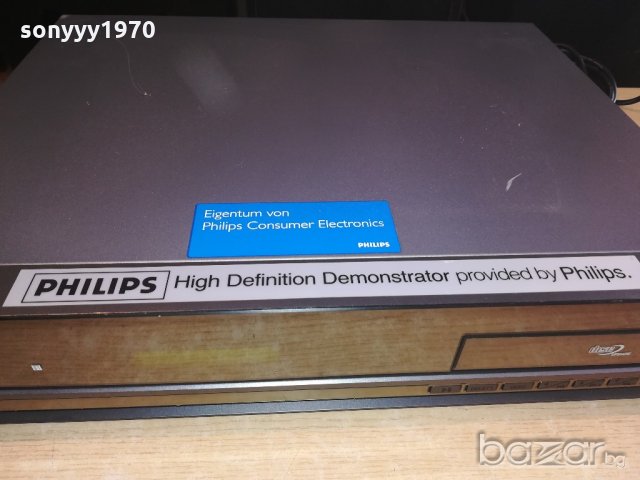 sonyyy1970
Eigentum von
Philips Consumer Electronics
PHILIPS
PHILIPS High Definition Demonstrator provided by Philips.
bazar.bg